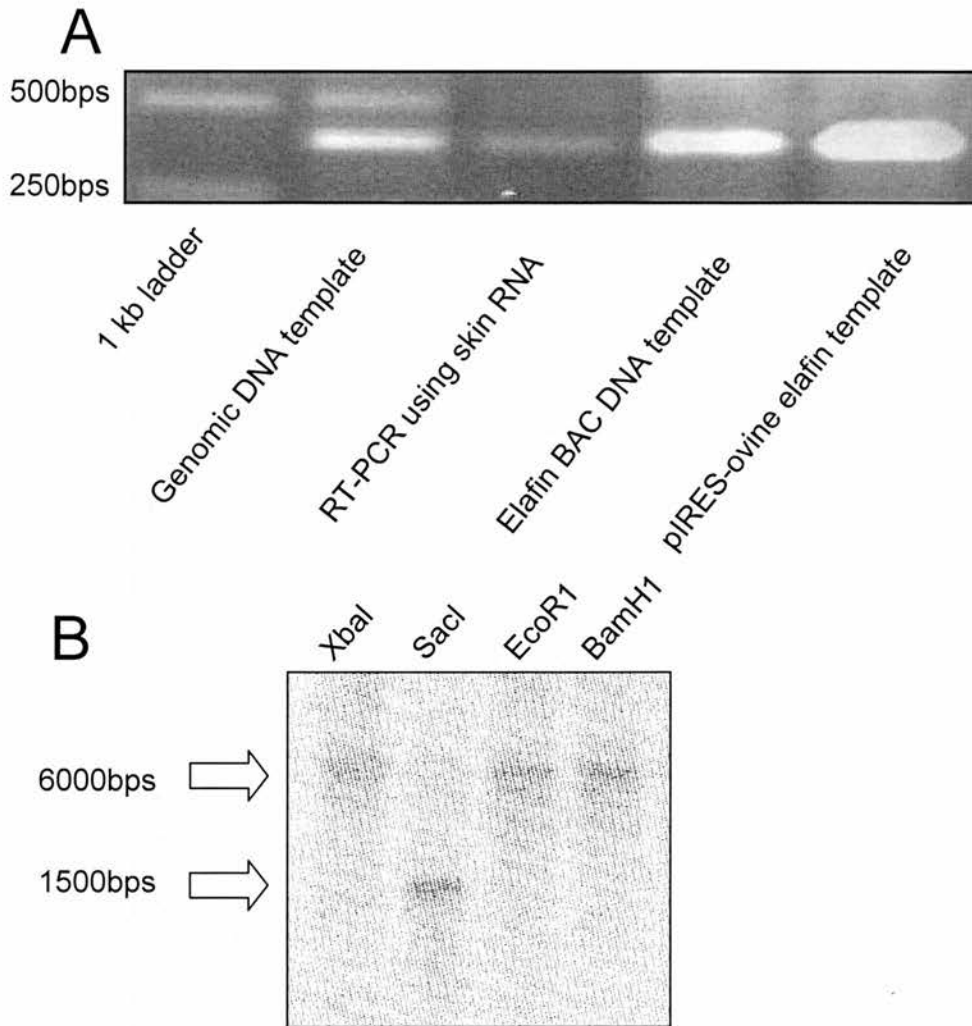 A
500bps
250bps
1 kb ladder
Genomic DNA template
RT-PCR using skin RNA
Elafin BAC DNA template
pIRES-ovine elafin template
B
XbaI
SacI
EcoR1
BamH1
6000bps
1500bps